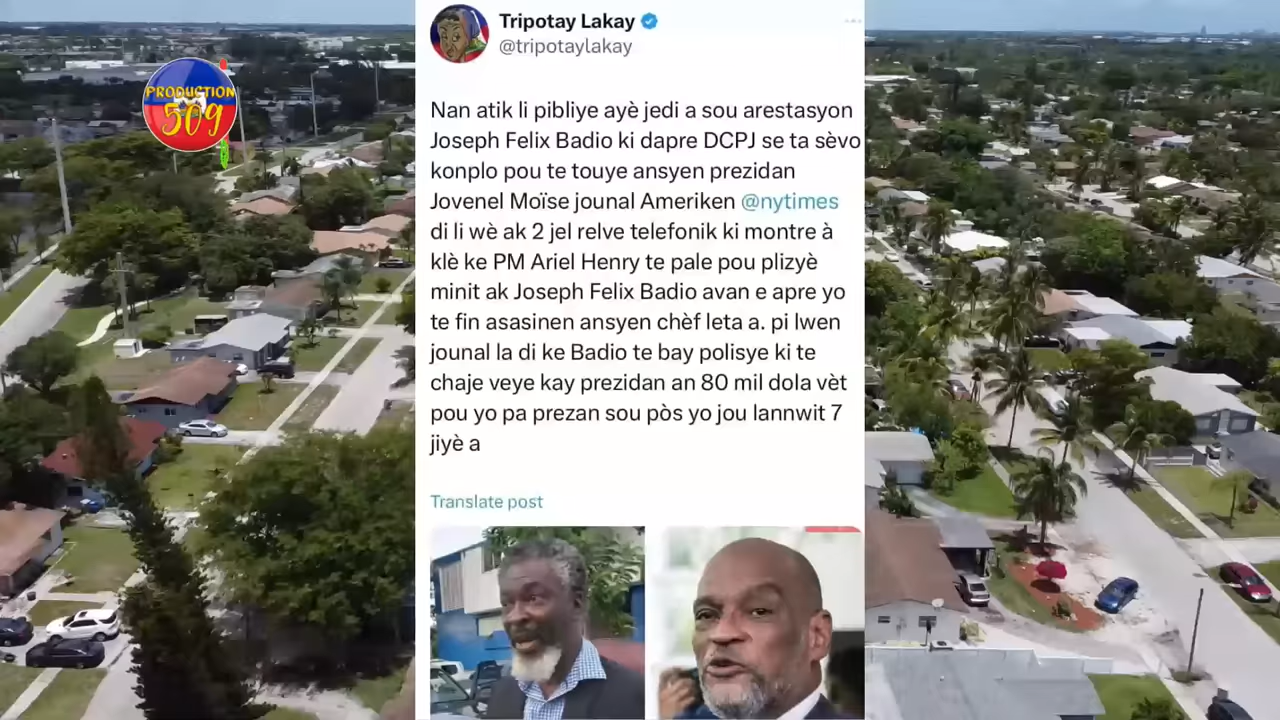 PRODUCTION
509
Tripotay Lakay
@tripotaylakay
Nan atik li pibliye ayè jedi a sou arestasyon
Joseph Felix Badio ki dapre DCPJ se ta sèvo
konplo pou te touye ansyen prezidan
Jovenel Moïse jounal Ameriken @nytimes
di li wè ak 2 jel relve telefonik ki montre à
klè ke PM Ariel Henry te pale pou plizyè
minit ak Joseph Felix Badio avan e apre yo
te fin asasinen ansyen chèf leta a. pi lwen
jounal la di ke Badio te bay polisye ki te
chaje veye kay prezidan an 80 mil dola vèt
pou yo pa prezan sou pòs yo jou lannwit 7
jiyè a
Translate post